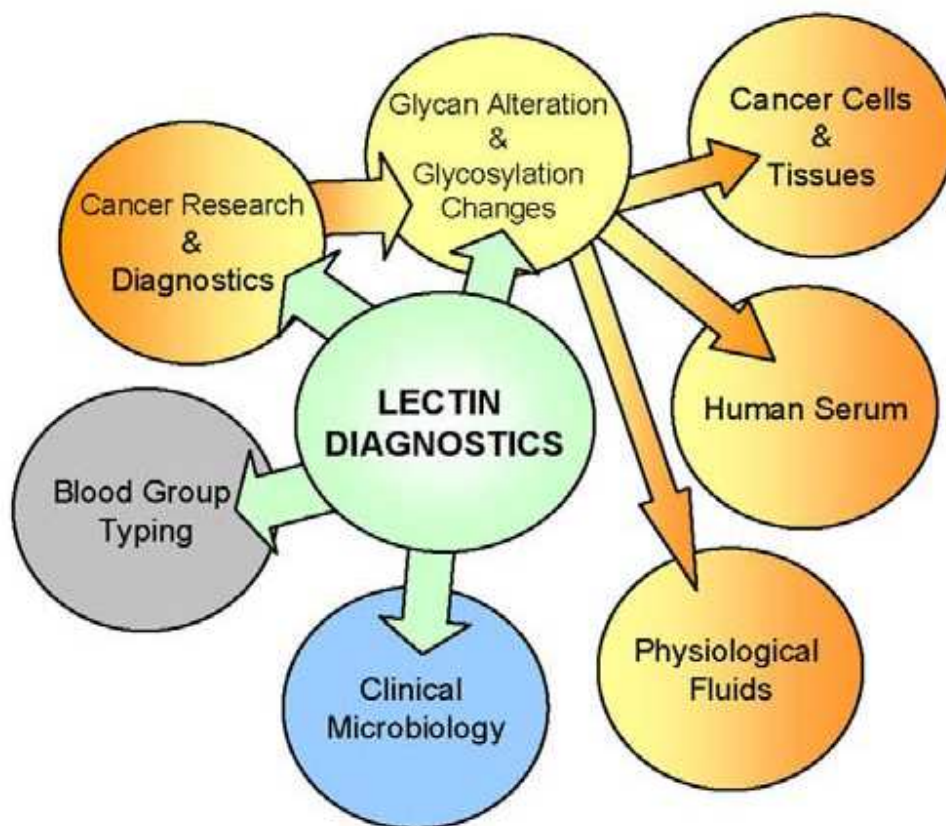 Glycan Alteration
&
Glycosylation
Changes
Cancer Cells
&
Tissues
Cancer Research
&
Diagnostics
LECTIN
DIAGNOSTICS
Human Serum
Blood Group
Typing
Physiological
Fluids
Clinical
Microbiology